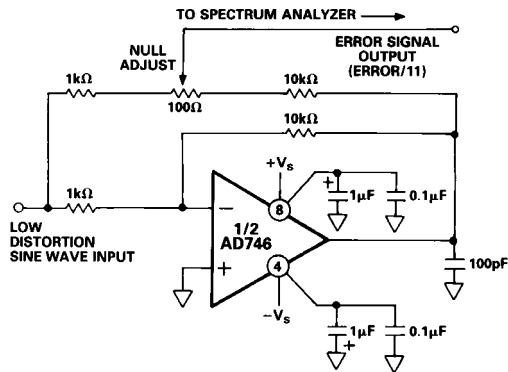 TO SPECTRUM ANALYZER
ERROR SIGNAL
OUTPUT
(ERROR/11)
NULL
ADJUST
1kΩ
100Ω
10kΩ
10kΩ
+Vs
1kΩ
8
+
1μF
0.1μF
−
1/2
AD746
+
LOW
DISTORTION
SINE WAVE INPUT
4
100pF
−Vs
1μF
+
0.1μF